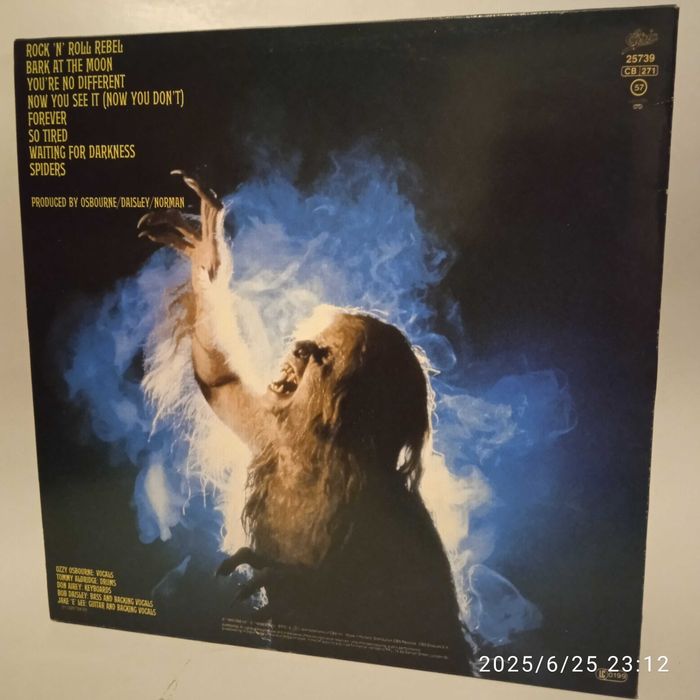 ROCK 'N' ROLL REBEL
BARK AT THE MOON
YOU'RE NO DIFFERENT
NOW YOU SEE IT (NOW YOU DON'T)
FOREVER
SO TIRED
WAITING FOR DARKNESS
SPIDERS
PRODUCED BY OSBOURNE/DAISLEY/NORMAN
Epic
25739
CB 271
57
OZZY OSBOURNE: VOCALS
TOMMY ALDRIDGE: DRUMS
DON AIREY: KEYBOARDS
BOB DAISLEY: BASS AND BACKING VOCALS
JAKE 'E' LEE: GUITAR AND BACKING VOCALS
LC 0199
2025/6/25 23:12